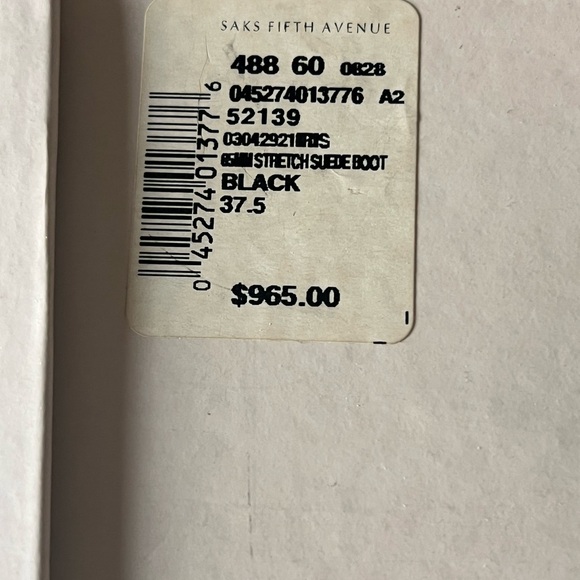 SAKS FIFTH AVENUE
488 60 0828
045274013776 A2
52139
STRETCH SUEDE BOOT
BLACK
37.5
$965.00
0 45274 01377 6